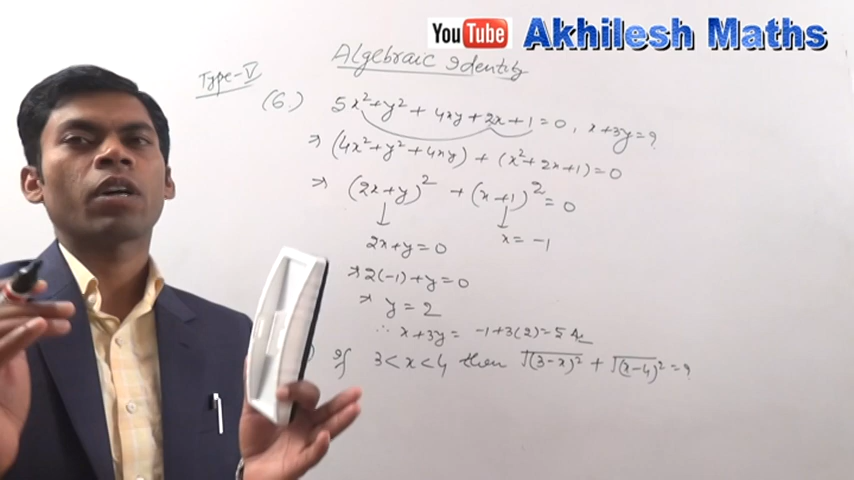 YouTube Akhilesh Maths
Algebraic Identity
Type-V
(6.) 5x²+y² + 4xy+2x+1=0, x+3y=?
⇒ (4x²+y²+4xy) + (x²+2x+1)=0
⇒ (2x+y)² + (x+1)²=0
2x+y=0 x=-1
⇒ 2(-1)+y=0
⇒ y=2
∴ x+3y= -1+3(2)=5
) If 3<x<4 then √(3-x)² + √(x-4)²=?